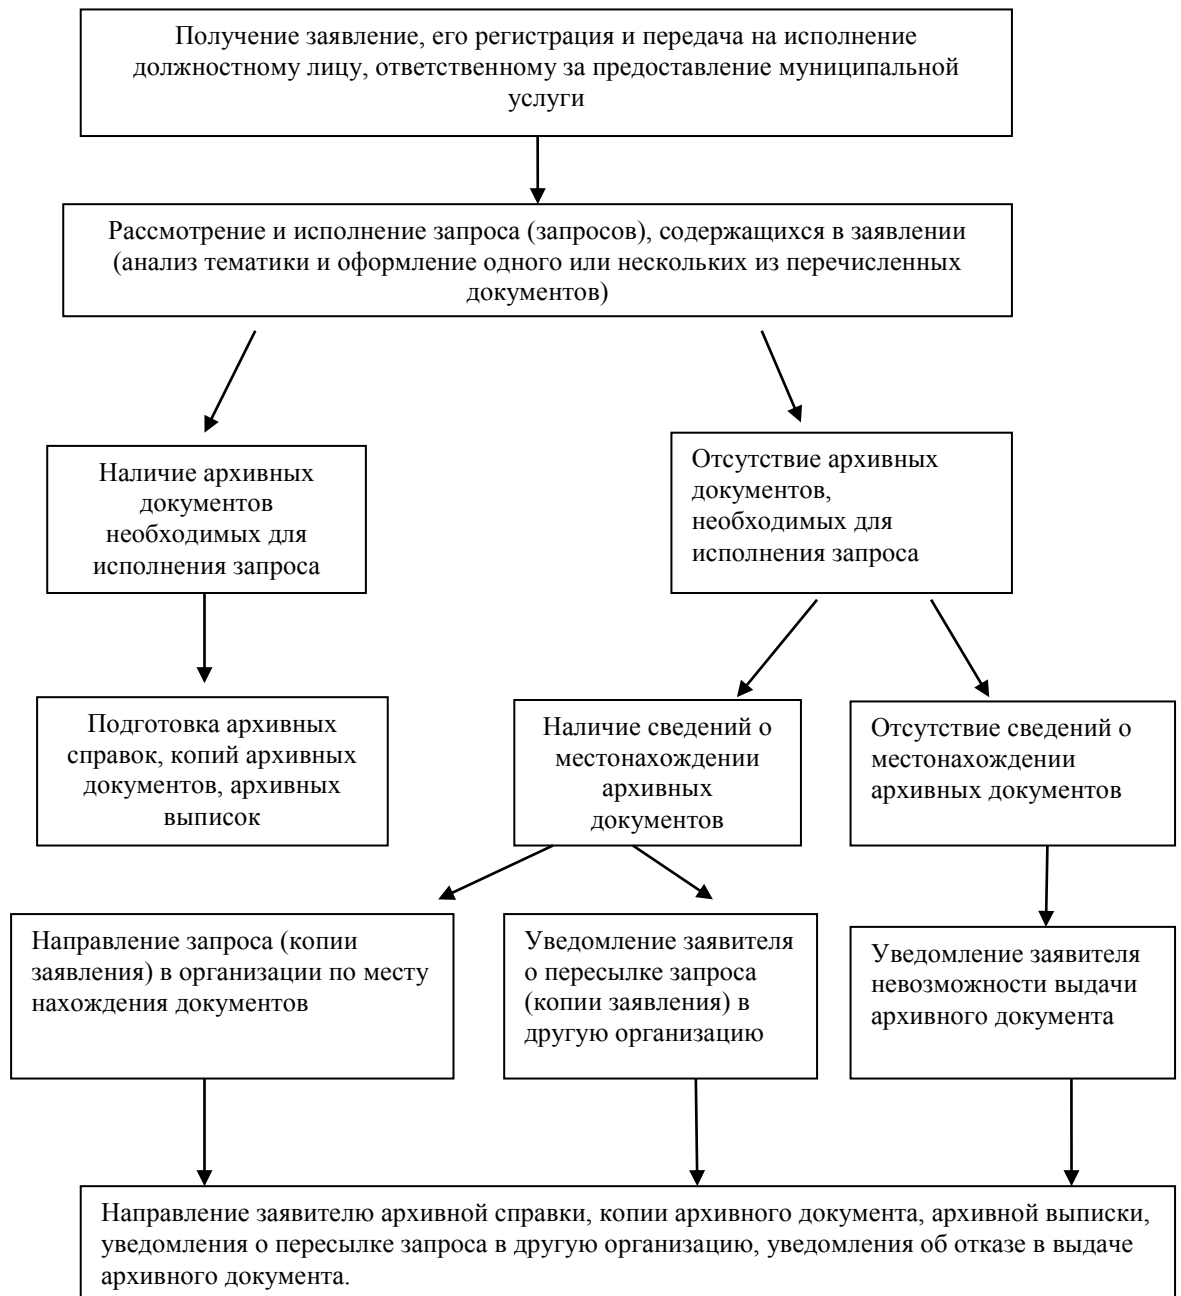 Получение заявление, его регистрация и передача на исполнение
должностному лицу, ответственному за предоставление муниципальной
услуги
Рассмотрение и исполнение запроса (запросов), содержащихся в заявлении
(анализ тематики и оформление одного или нескольких из перечисленных
документов)
Наличие архивных
документов
необходимых для
исполнения запроса
Отсутствие архивных
документов,
необходимых для
исполнения запроса
Подготовка архивных
справок, копий архивных
документов, архивных
выписок
Наличие сведений о
местонахождении
архивных
документов
Отсутствие сведений о
местонахождении
архивных документов
Направление запроса (копии
заявления) в организации по месту
нахождения документов
Уведомление заявителя
о пересылке запроса
(копии заявления) в
другую организацию
Уведомление заявителя
невозможности выдачи
архивного документа
Направление заявителю архивной справки, копии архивного документа, архивной выписки,
уведомления о пересылке запроса в другую организацию, уведомления об отказе в выдаче
архивного документа.